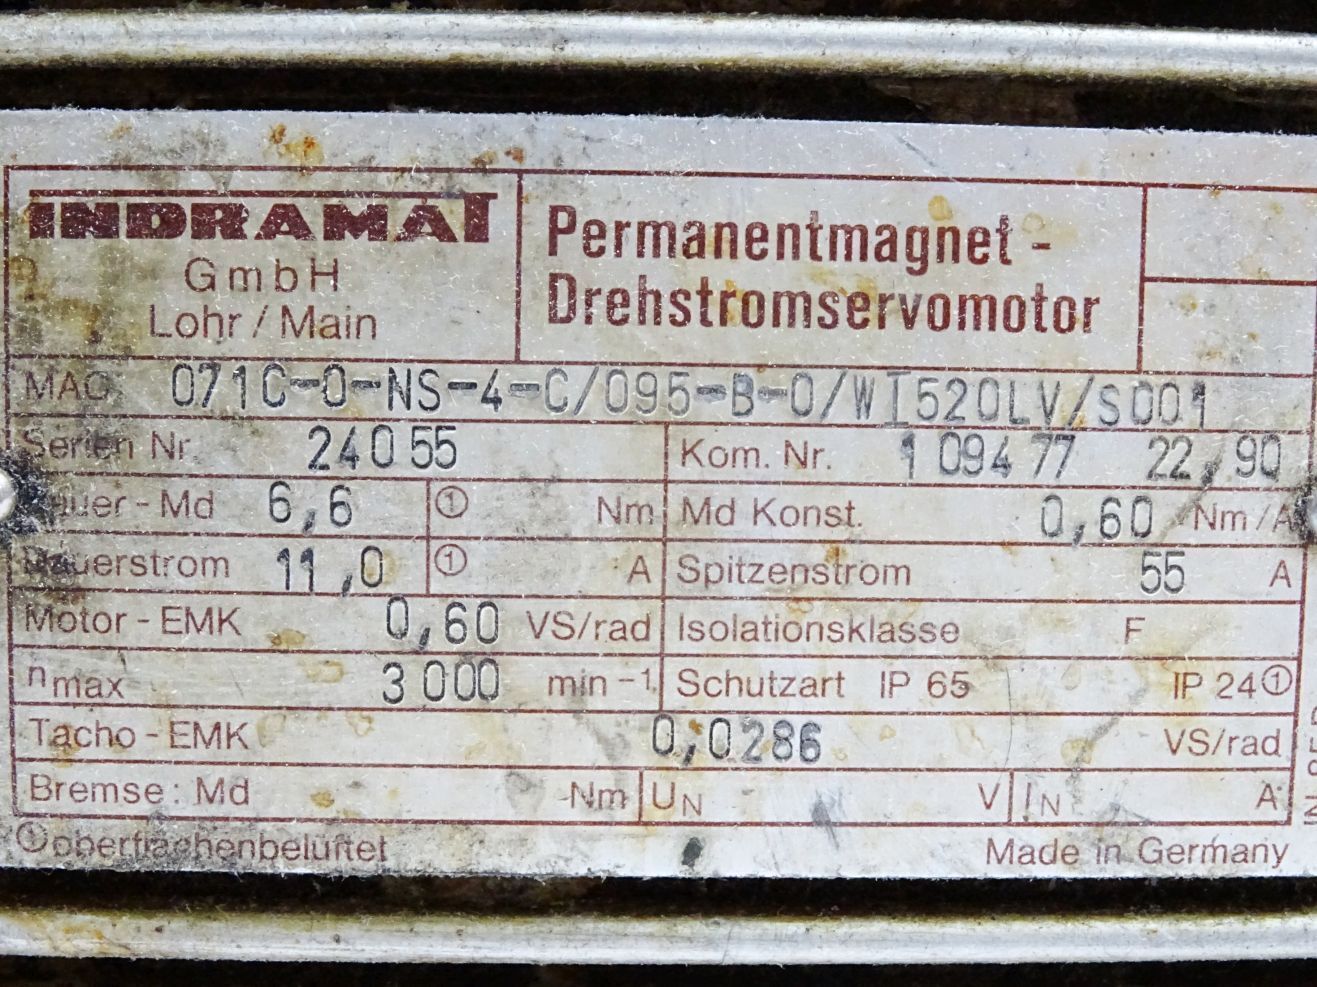 INDRAMAT
GmbH
Lohr / Main
Permanentmagnet -
Drehstromservomotor
MAC 071C-0-NS-4-C/095-B-0/WI520LV/S001
Serien Nr. 24055
Kom. Nr. 109477 22,90
Dauer - Md 6,6 ① Nm
Md Konst. 0,60 Nm/A
Dauerstrom 11,0 ① A
Spitzenstrom 55 A
Motor - EMK 0,60 VS/rad
Isolationsklasse F
nmax 3000 min -1
Schutzart IP 65 IP 24①
Tacho - EMK 0,0286 VS/rad
Bremse : Md Nm UN V IN A
① oberflächenbelüftet
Made in Germany